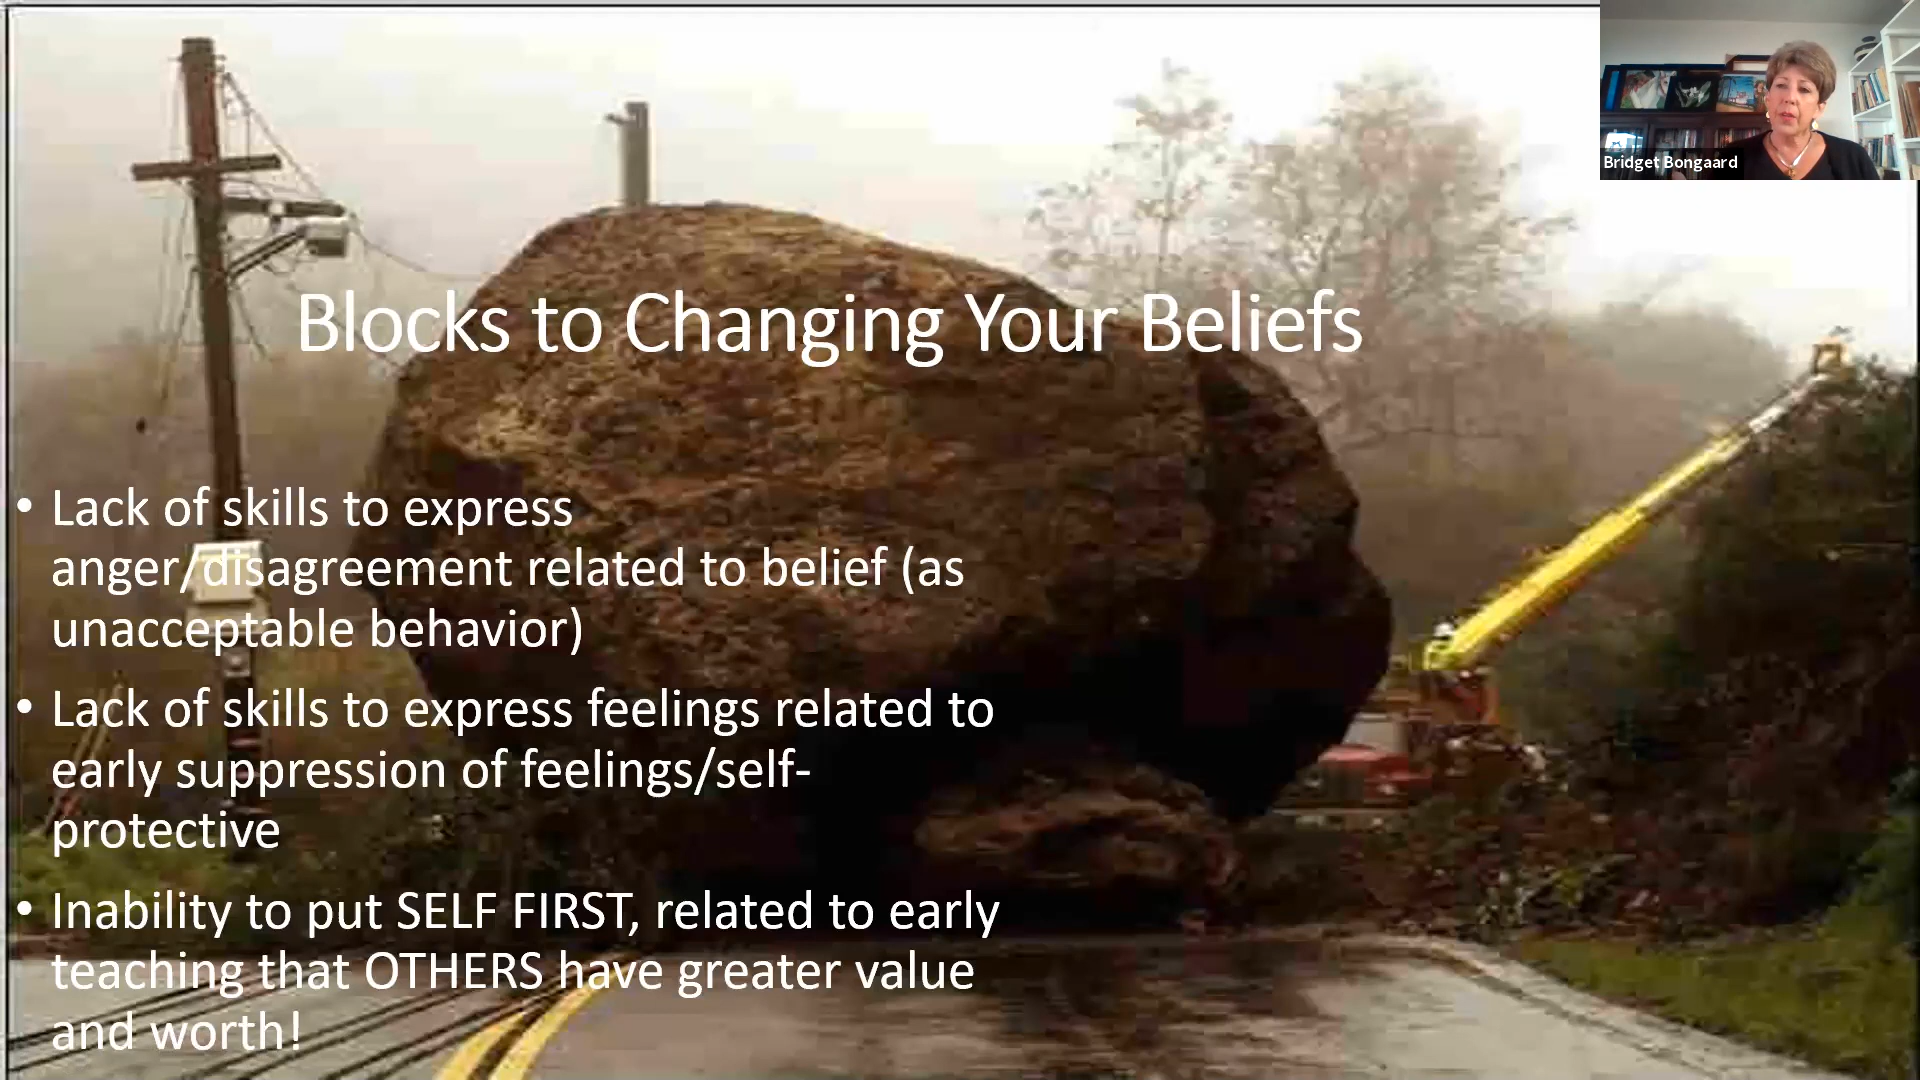 Bridget Bongaard
Blocks to Changing Your Beliefs
• Lack of skills to express
anger/disagreement related to belief (as
unacceptable behavior)
• Lack of skills to express feelings related to
early suppression of feelings/self-
protective
• Inability to put SELF FIRST, related to early
teaching that OTHERS have greater value
and worth!